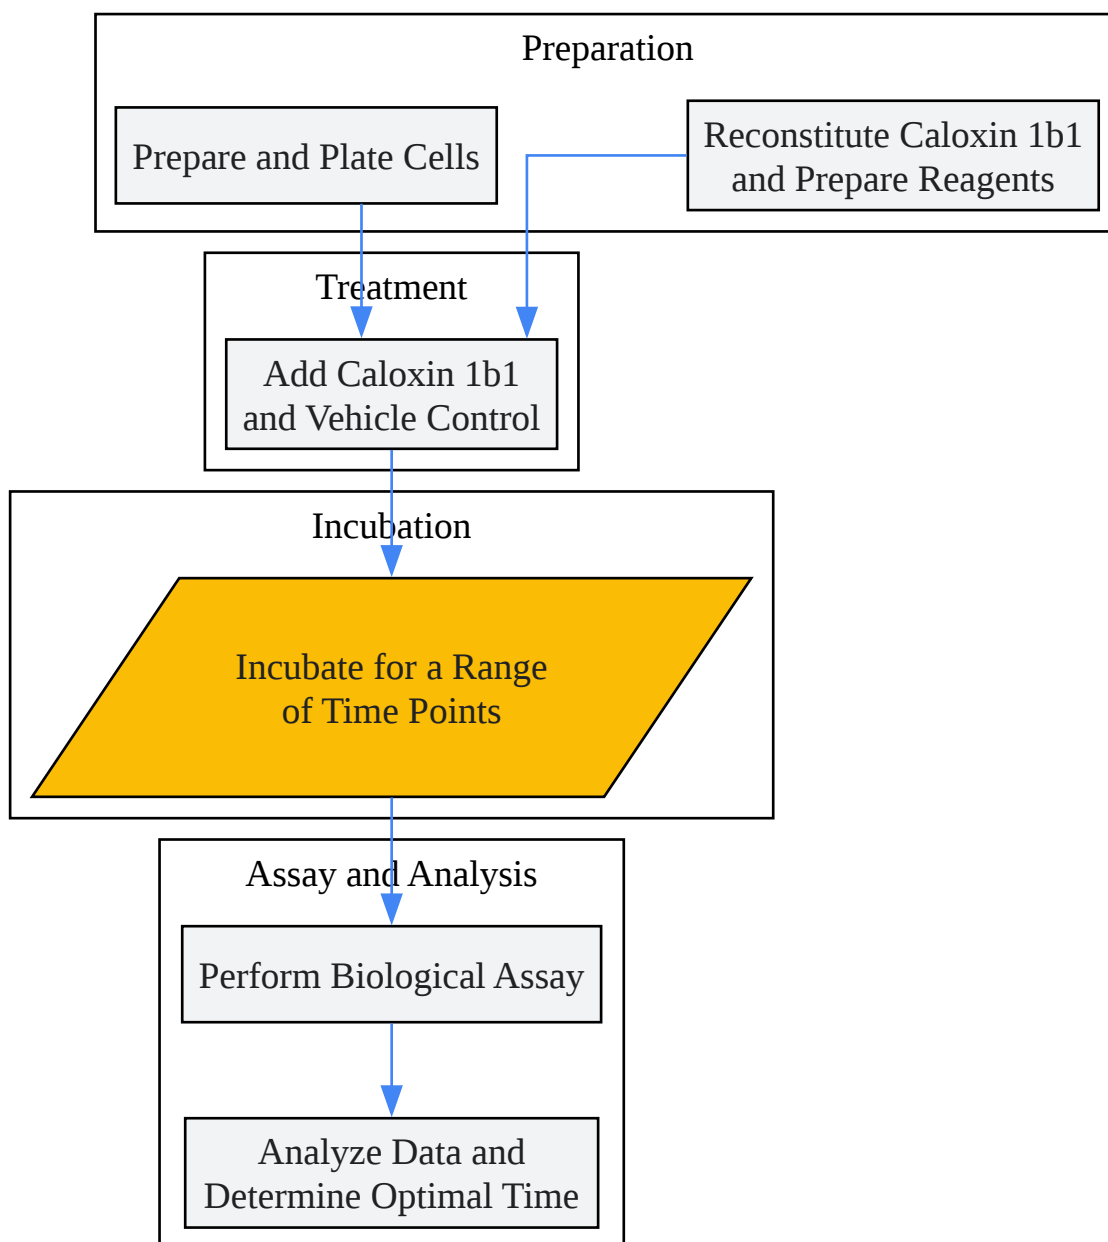 Preparation
Prepare and Plate Cells
Reconstitute Caloxin 1b1
and Prepare Reagents
Treatment
Add Caloxin 1b1
and Vehicle Control
Incubation
Incubate for a Range
of Time Points
Assay and Analysis
Perform Biological Assay
Analyze Data and
Determine Optimal Time